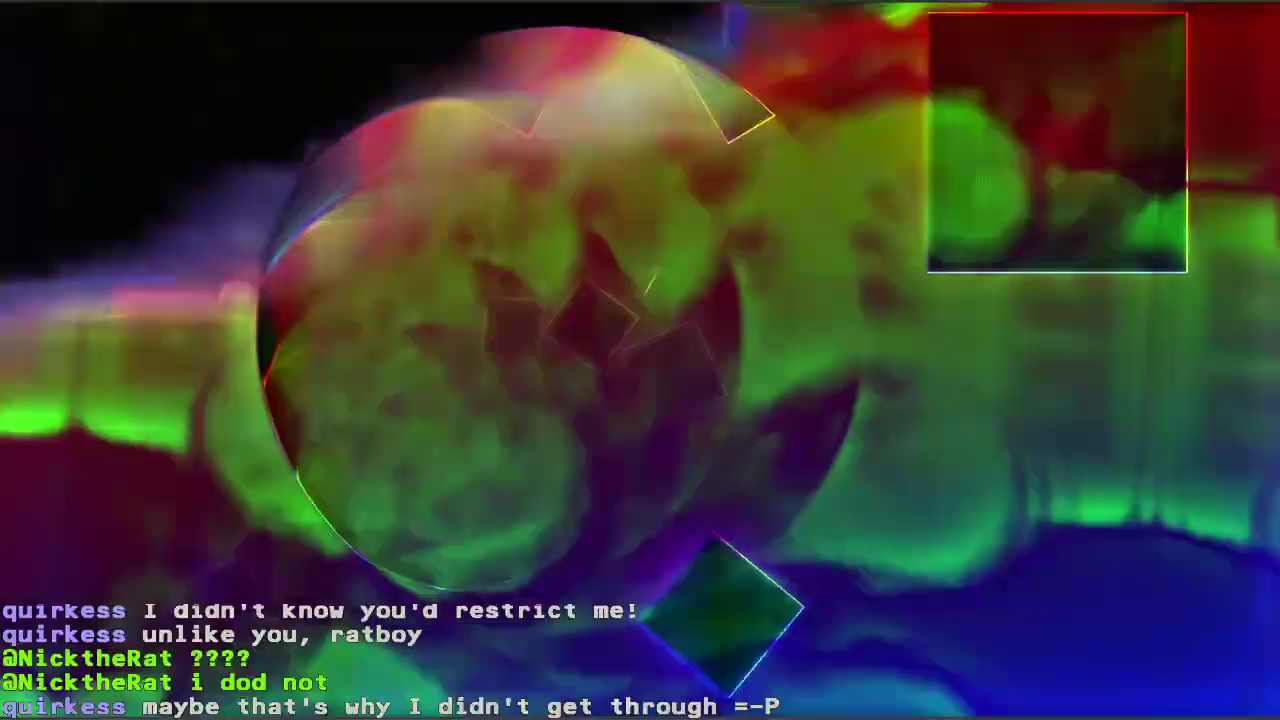 quirkess I didn't know you'd restrict me!
quirkess unlike you, ratboy
@NicktheRat ????
@NicktheRat i dod not
quirkess maybe that's why I didn't get through =-P